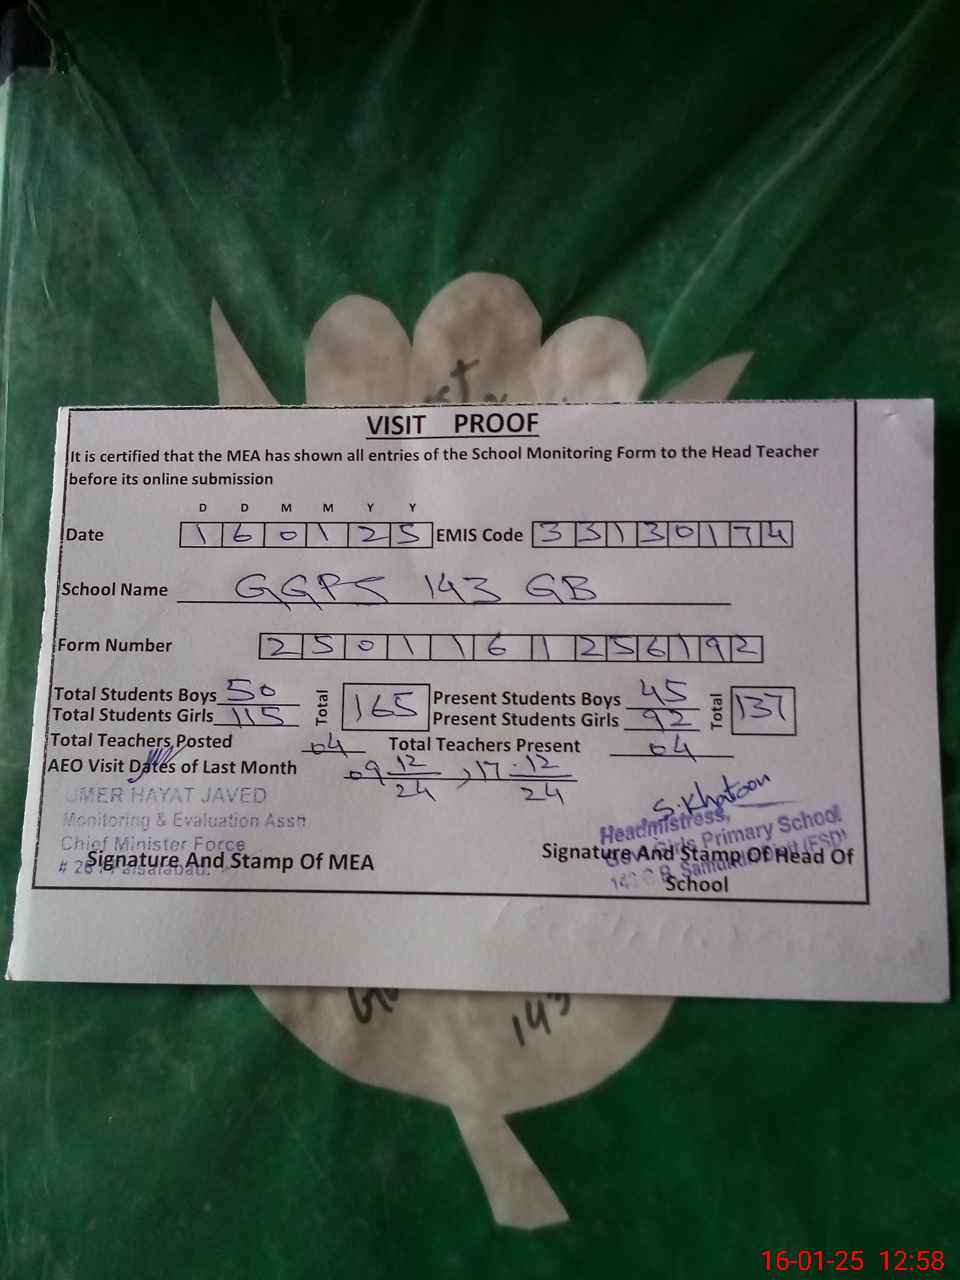 VISIT PROOF
It is certified that the MEA has shown all entries of the School Monitoring Form to the Head Teacher
before its online submission
D D M M Y Y
Date 1 6 0 1 2 5 EMIS Code 3 3 1 3 0 1 7 4
School Name GGPS 143 GB
Form Number 2 5 0 1 1 6 1 2 5 6 1 9 2
Total Students Boys 50 Total 165 Present Students Boys 45 Total 137
Total Students Girls 115 Present Students Girls 92
Total Teachers Posted 04 Total Teachers Present 04
AEO Visit Dates of Last Month 09 12/24, 17 12/24
UMER HAYAT JAVED
Monitoring & Evaluation Assn
Chief Minister Force
Faisalabad.
Signature And Stamp Of MEA
S. Khatoon
Headmistress,
Girls Primary School
Signature And Stamp Of Head Of
School
143
16-01-25 12:58